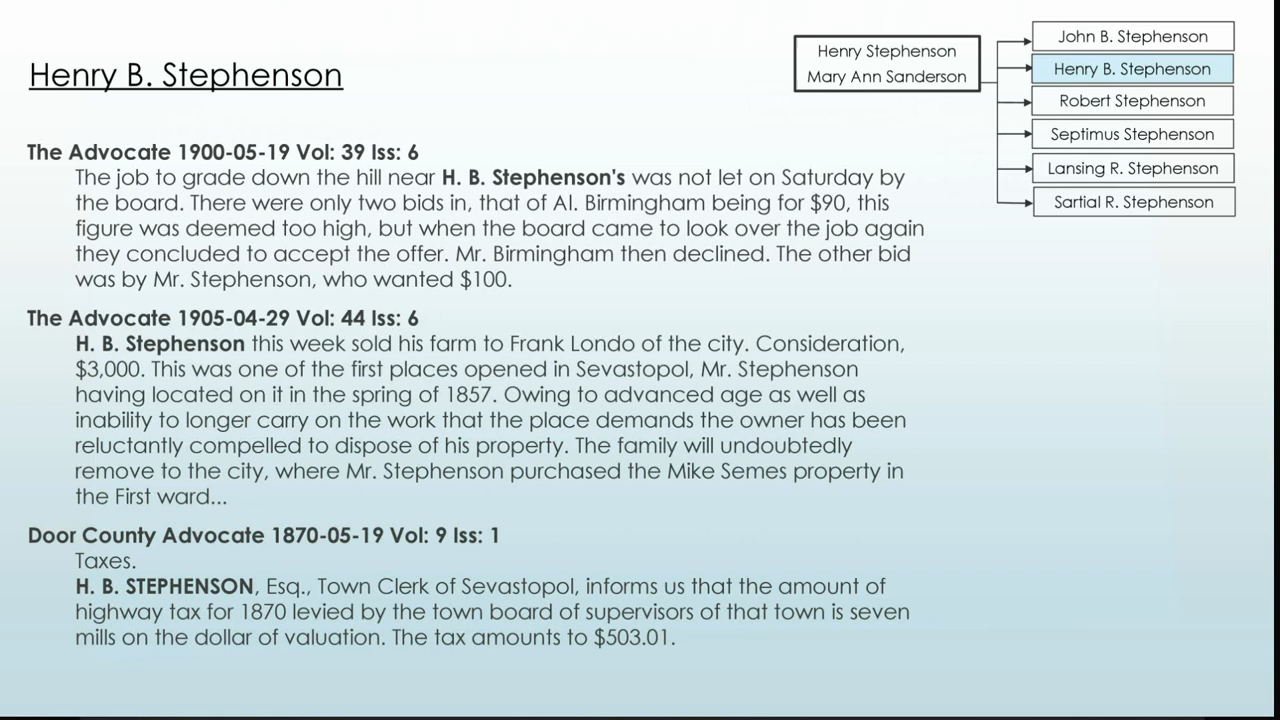 Henry B. Stephenson
Henry Stephenson
Mary Ann Sanderson
John B. Stephenson
Henry B. Stephenson
Robert Stephenson
Septimus Stephenson
Lansing R. Stephenson
Sartial R. Stephenson
The Advocate 1900-05-19 Vol: 39 Iss: 6
The job to grade down the hill near H. B. Stephenson's was not let on Saturday by
the board. There were only two bids in, that of Al. Birmingham being for $90, this
figure was deemed too high, but when the board came to look over the job again
they concluded to accept the offer. Mr. Birmingham then declined. The other bid
was by Mr. Stephenson, who wanted $100.
The Advocate 1905-04-29 Vol: 44 Iss: 6
H. B. Stephenson this week sold his farm to Frank Londo of the city. Consideration,
$3,000. This was one of the first places opened in Sevastopol, Mr. Stephenson
having located on it in the spring of 1857. Owing to advanced age as well as
inability to longer carry on the work that the place demands the owner has been
reluctantly compelled to dispose of his property. The family will undoubtedly
remove to the city, where Mr. Stephenson purchased the Mike Semes property in
the First ward...
Door County Advocate 1870-05-19 Vol: 9 Iss: 1
Taxes.
H. B. STEPHENSON, Esq., Town Clerk of Sevastopol, informs us that the amount of
highway tax for 1870 levied by the town board of supervisors of that town is seven
mills on the dollar of valuation. The tax amounts to $503.01.